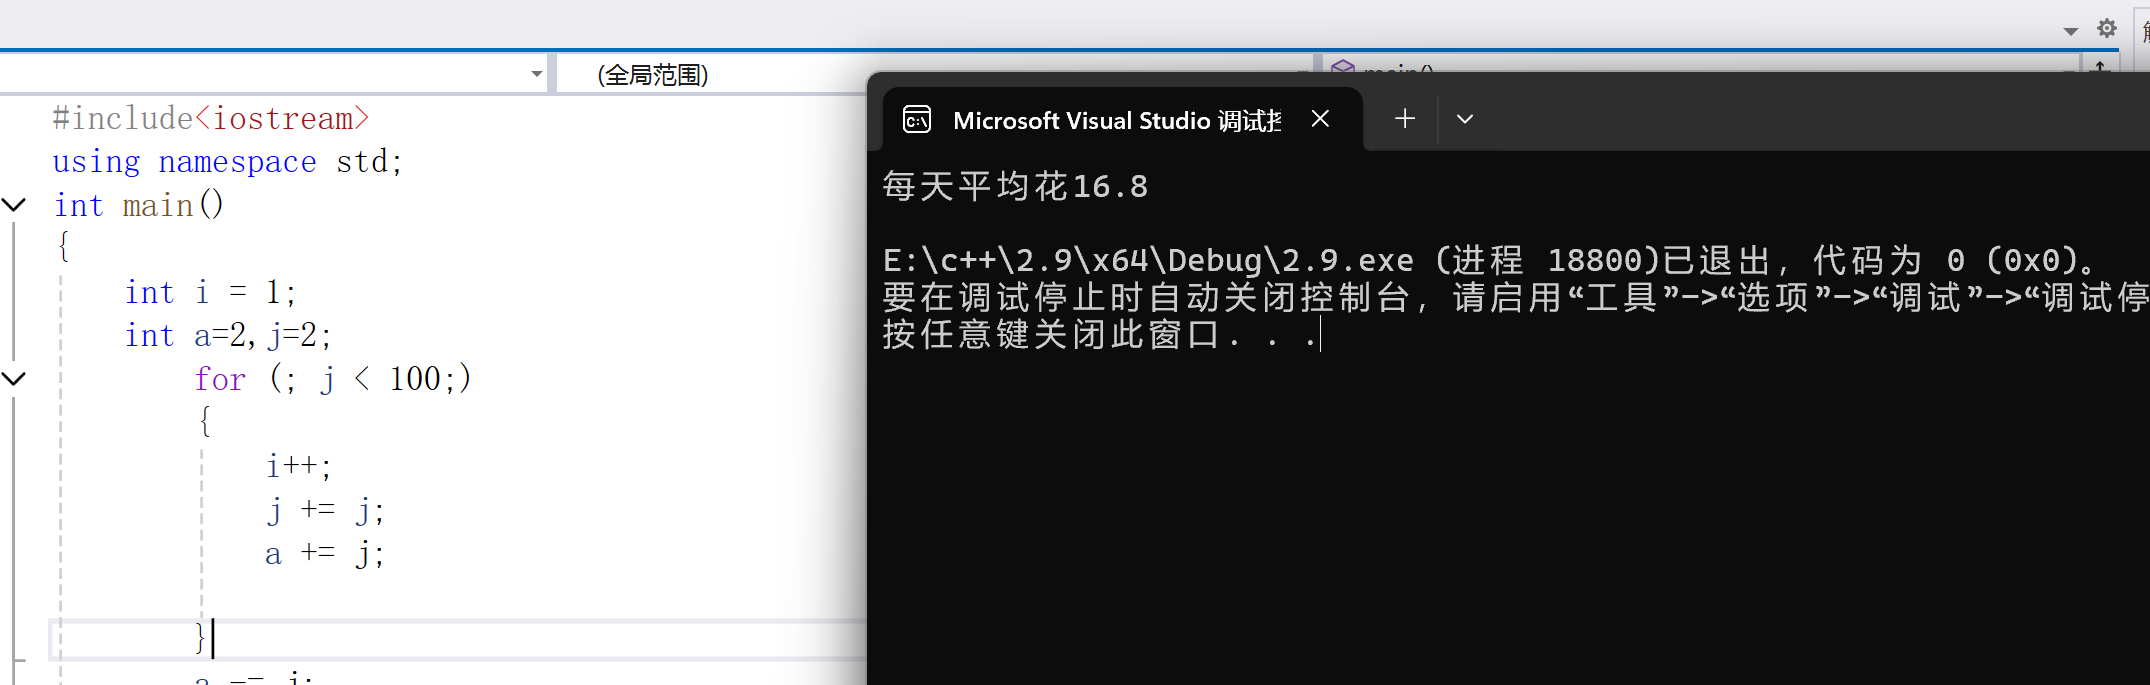 (全局范围)
main()
#include<iostream>
using namespace std;
int main()
{
int i = 1;
int a=2,j=2;
for (; j < 100;)
{
i++;
j += j;
a += j;
}
Microsoft Visual Studio 调试
每天平均花16.8
E:\c++\2.9\x64\Debug\2.9.exe (进程 18800)已退出，代码为 0 (0x0)。
要在调试停止时自动关闭控制台，请启用“工具”->“选项”->“调试”->“调试停
按任意键关闭此窗口. . .